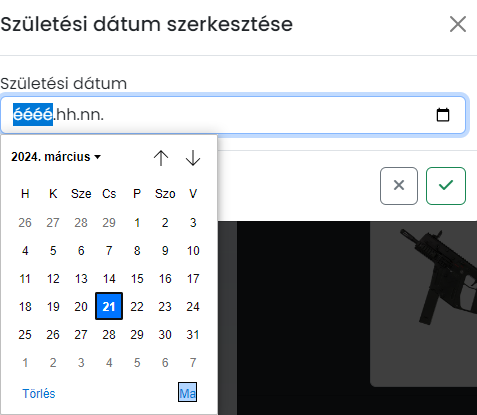 Születési dátum szerkesztése
Születési dátum
éééé.hh.nn.
2024. március
H K Sze Cs P Szo V
26 27 28 29 1 2 3
4 5 6 7 8 9 10
11 12 13 14 15 16 17
18 19 20 21 22 23 24
25 26 27 28 29 30 31
1 2 3 4 5 6 7
Törlés Ma